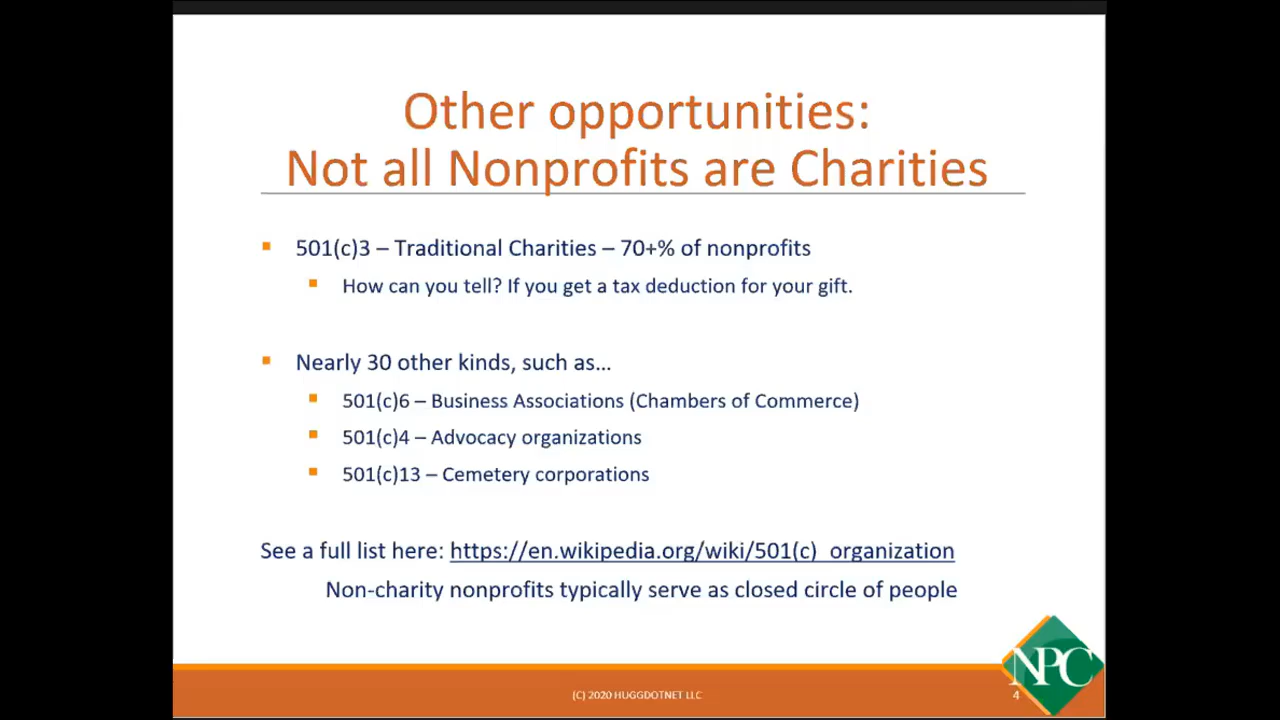 Other opportunities:
Not all Nonprofits are Charities
501(c)3 – Traditional Charities – 70+% of nonprofits
How can you tell? If you get a tax deduction for your gift.
Nearly 30 other kinds, such as...
501(c)6 – Business Associations (Chambers of Commerce)
501(c)4 – Advocacy organizations
501(c)13 – Cemetery corporations
See a full list here: https://en.wikipedia.org/wiki/501(c)_organization
Non-charity nonprofits typically serve as closed circle of people
NPC
(C) 2020 HUGGDOTNET LLC
4